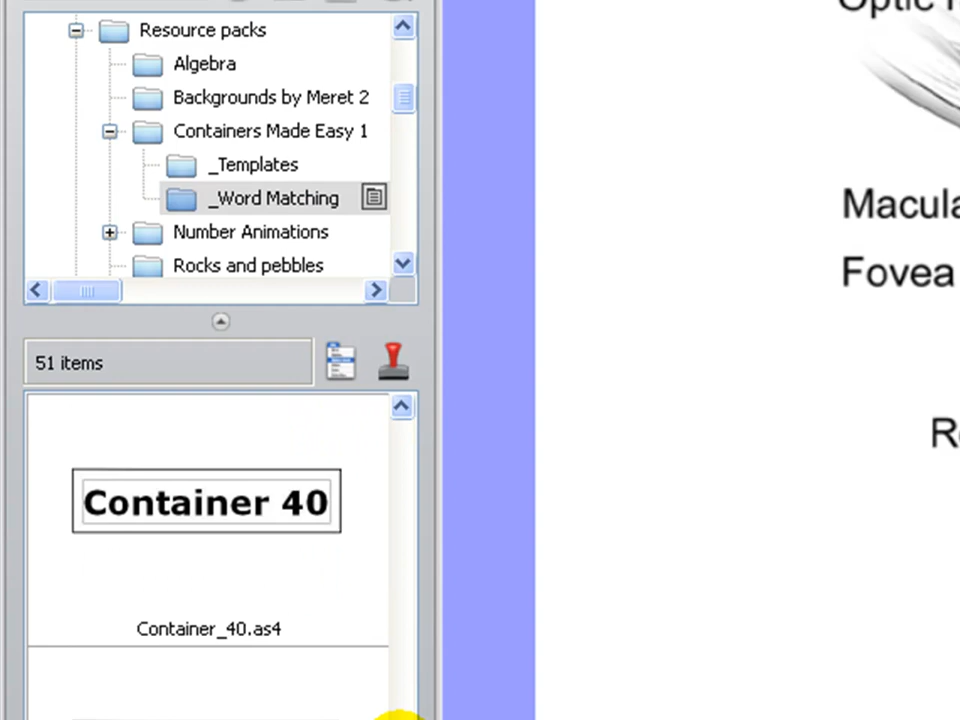 Resource packs
Algebra
Backgrounds by Meret 2
Containers Made Easy 1
_Templates
_Word Matching
Number Animations
Rocks and pebbles
51 items
Container 40
Container_40.as4
Optic
Macula
Fovea